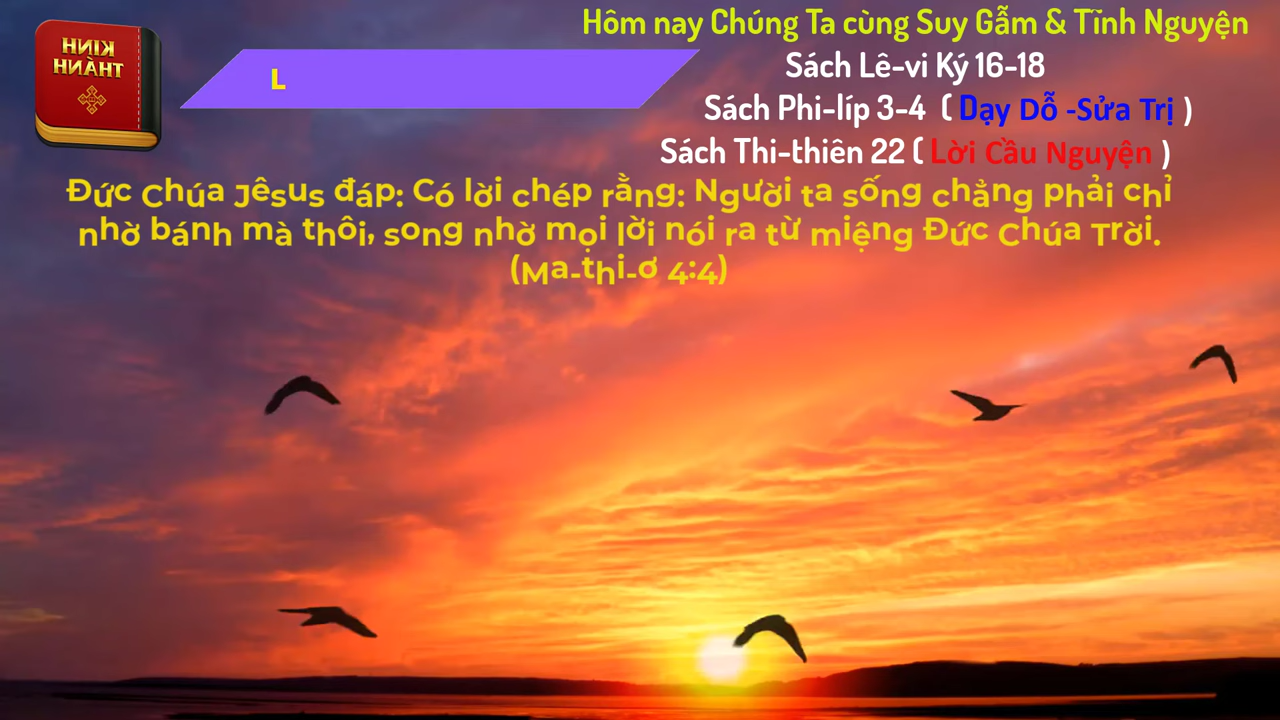 KINH
THÀNH
L
Hôm nay Chúng Ta cùng Suy Gẫm & Tĩnh Nguyện
Sách Lê-vi Ký 16-18
Sách Phi-líp 3-4 ( Dạy Dỗ -Sửa Trị )
Sách Thi-thiên 22 ( Lời Cầu Nguyện )
Đức Chúa Jêsus đáp: Có lời chép rằng: Người ta sống chẳng phải chỉ
nhờ bánh mà thôi, song nhờ mọi lời nói ra từ miệng Đức Chúa Trời.
(Ma-thi-ơ 4:4)